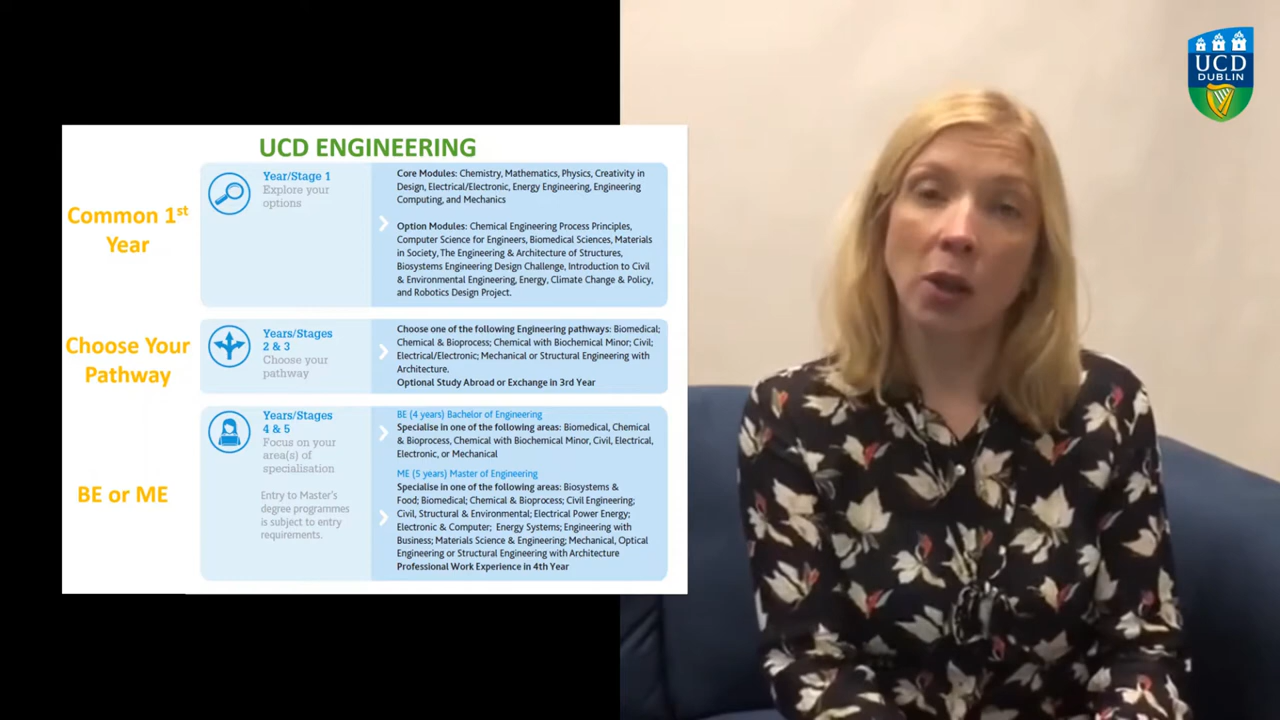 UCD
DUBLIN
UCD ENGINEERING
Common 1st
Year
Year/Stage 1
Explore your
options
Core Modules: Chemistry, Mathematics, Physics, Creativity in
Design, Electrical/Electronic, Energy Engineering, Engineering
Computing, and Mechanics
Option Modules: Chemical Engineering Process Principles,
Computer Science for Engineers, Biomedical Sciences, Materials
in Society, The Engineering & Architecture of Structures,
Biosystems Engineering Design Challenge, Introduction to Civil
& Environmental Engineering, Energy, Climate Change & Policy,
and Robotics Design Project.
Choose Your
Pathway
Years/Stages
2 & 3
Choose your
pathway
Choose one of the following Engineering pathways: Biomedical;
Chemical & Bioprocess; Chemical with Biochemical Minor; Civil;
Electrical/Electronic; Mechanical or Structural Engineering with
Architecture.
Optional Study Abroad or Exchange in 3rd Year
BE or ME
Years/Stages
4 & 5
Focus on your
area(s) of
specialisation
Entry to Master's
degree programmes
is subject to entry
requirements.
BE (4 years) Bachelor of Engineering
Specialise in one of the following areas: Biomedical, Chemical
& Bioprocess, Chemical with Biochemical Minor, Civil, Electrical,
Electronic, or Mechanical
ME (5 years) Master of Engineering
Specialise in one of the following areas: Biosystems &
Food; Biomedical; Chemical & Bioprocess; Civil Engineering;
Civil, Structural & Environmental; Electrical Power Energy;
Electronic & Computer; Energy Systems; Engineering with
Business; Materials Science & Engineering; Mechanical, Optical
Engineering or Structural Engineering with Architecture
Professional Work Experience in 4th Year